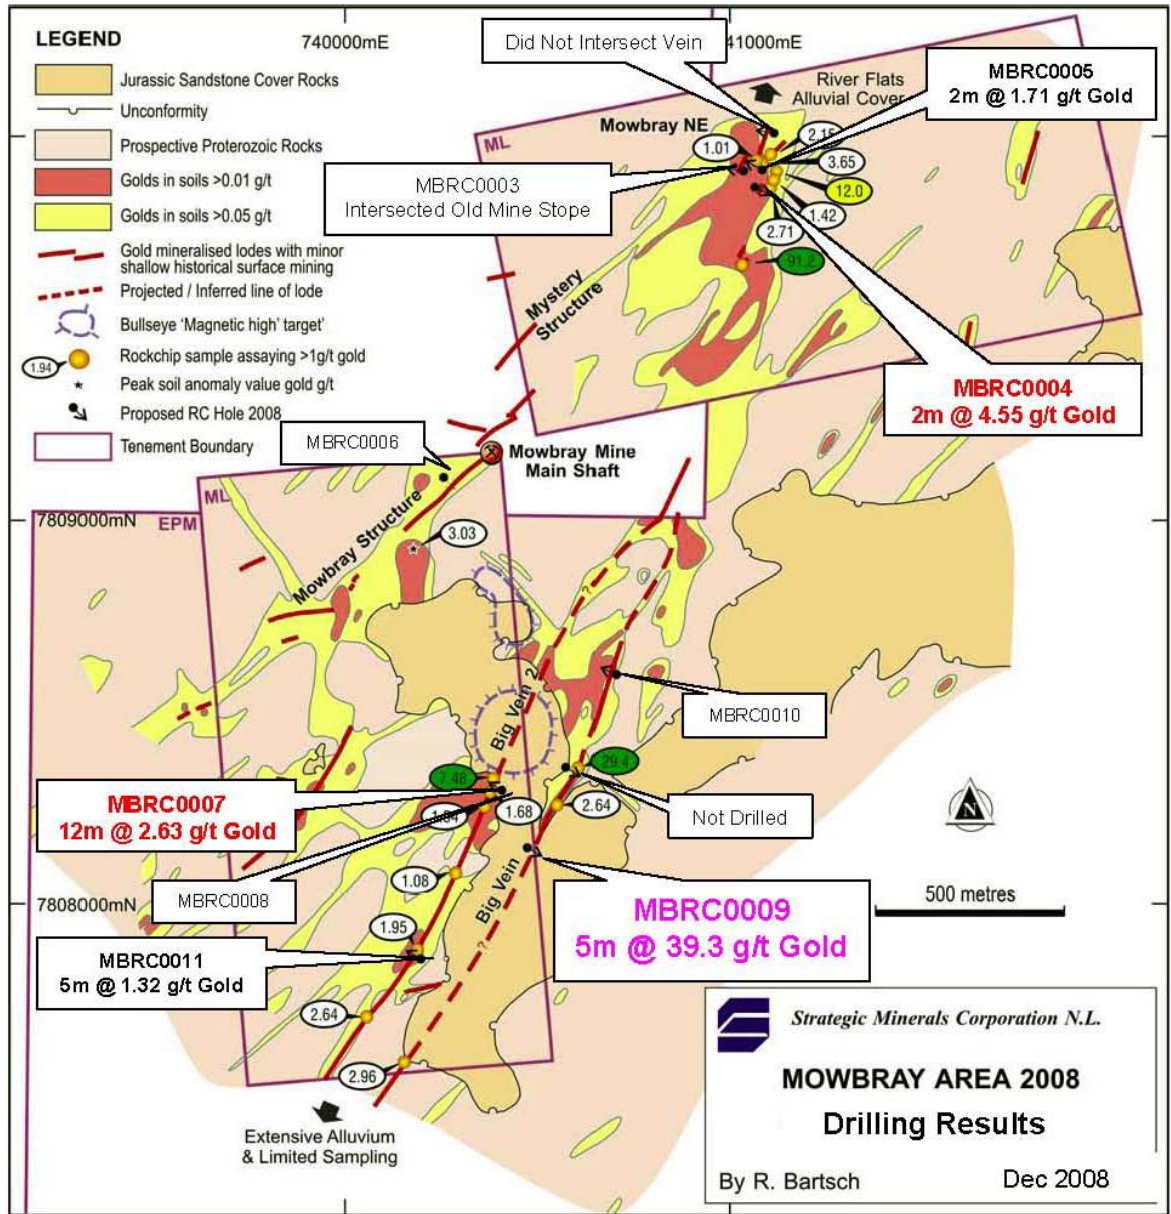 LEGEND
Jurassic Sandstone Cover Rocks
Unconformity
Prospective Proterozoic Rocks
Golds in soils >0.01 g/t
Golds in soils >0.05 g/t
Gold mineralised lodes with minor
shallow historical surface mining
Projected / Inferred line of lode
Bullseye 'Magnetic high' target'
1.94
Rockchip sample assaying >1g/t gold
Peak soil anomaly value gold g/t
Proposed RC Hole 2008
Tenement Boundary
740000mE
41000mE
Did Not Intersect Vein
River Flats
Alluvial Cover
MBRC0005
2m @ 1.71 g/t Gold
ML
Mowbray NE
1.01
2.15
3.65
12.0
1.42
2.71
91.2
MBRC0003
Intersected Old Mine Stope
Mystery
Structure
MBRC0004
2m @ 4.55 g/t Gold
MBRC0006
Mowbray Mine
Main Shaft
ML
EPM
7809000mN
Mowbray Structure
3.03
?
Big Vein 2
MBRC0010
7.48
29.4
MBRC0007
12m @ 2.63 g/t Gold
1.68
2.64
Not Drilled
N
MBRC0008
1.08
Big Vein
7808000mN
500 metres
MBRC0009
5m @ 39.3 g/t Gold
1.95
MBRC0011
5m @ 1.32 g/t Gold
?
2.64
2.96
Extensive Alluvium
& Limited Sampling
Strategic Minerals Corporation N.L.
MOWBRAY AREA 2008
Drilling Results
By R. Bartsch
Dec 2008